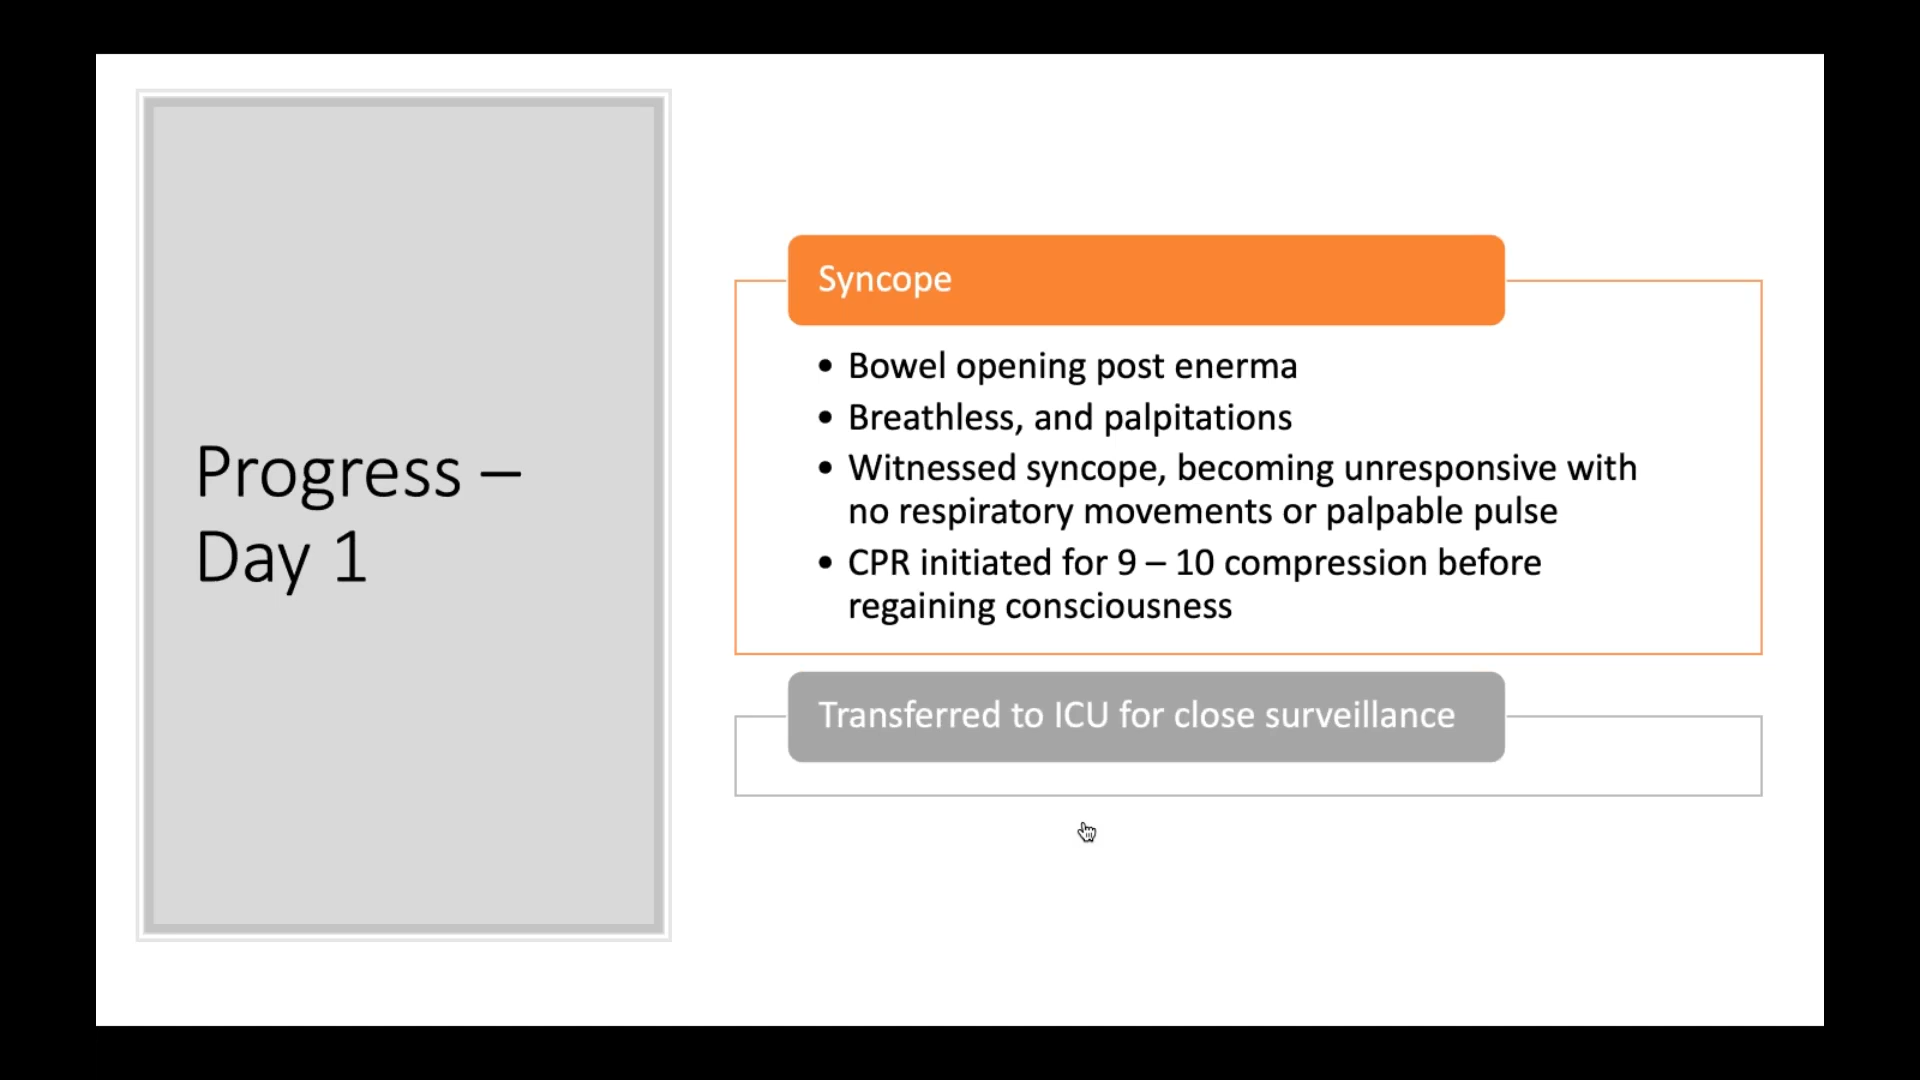 Progress –
Day 1
Syncope
• Bowel opening post enerma
• Breathless, and palpitations
• Witnessed syncope, becoming unresponsive with
no respiratory movements or palpable pulse
• CPR initiated for 9 – 10 compression before
regaining consciousness
Transferred to ICU for close surveillance